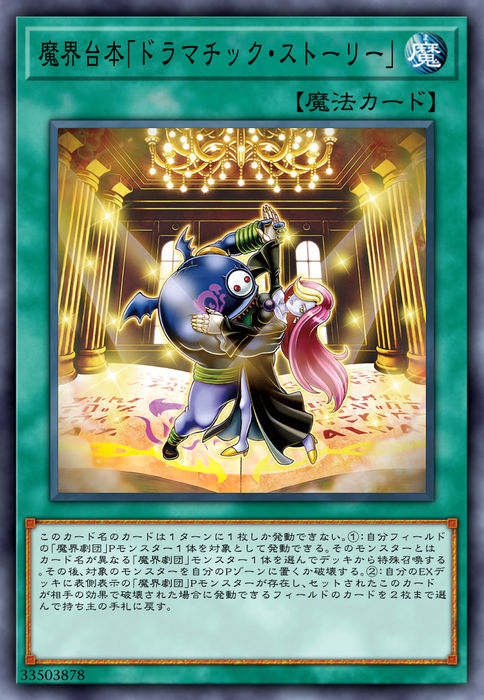 魔界台本「ドラマチック・ストーリー」
魔
【魔法カード】
このカード名のカードは１ターンに１枚しか発動できない。①：自分フィールド
の「魔界劇団」Pモンスター１体を対象として発動できる。そのモンスターとは
カード名が異なる「魔界劇団」モンスター１体を選んでデッキから特殊召喚する
。その後、対象のモンスターを自分のPゾーンに置くか破壊する。②：自分のEXデ
ッキに表側表示の「魔界劇団」Pモンスターが存在し、セットされたこのカード
が相手の効果で破壊された場合に発動できるフィールドのカードを２枚まで選
んで持ち主の手札に戻す。
33503878